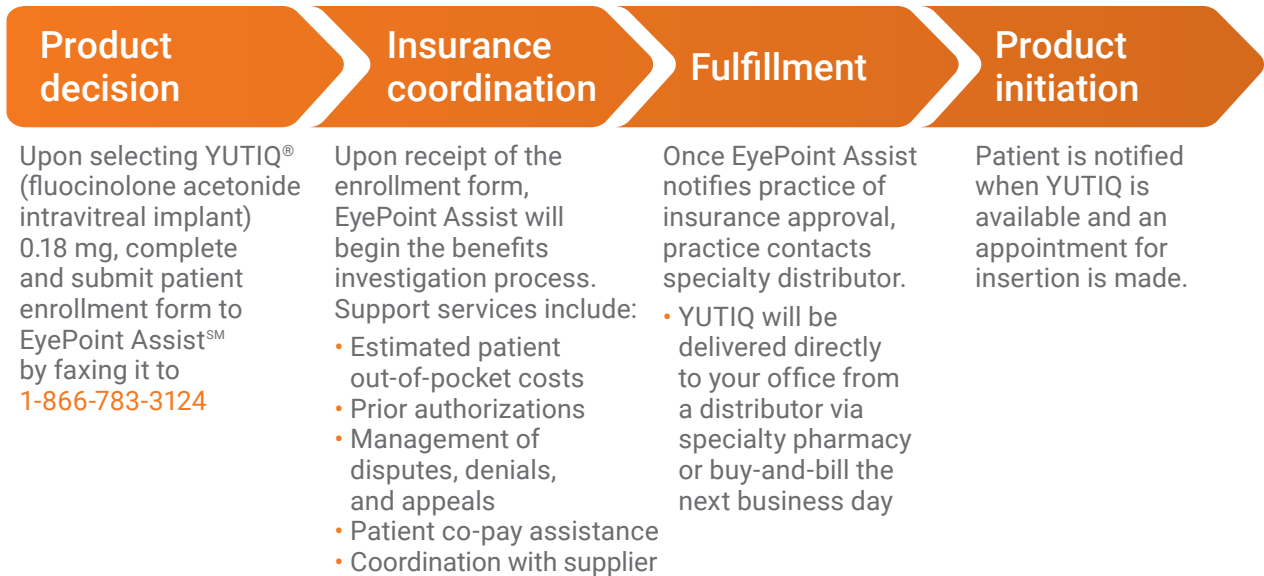 Product
decision
Insurance
coordination
Fulfillment
Product
initiation
Upon selecting YUTIQ®
(fluocinolone acetonide
intravitreal implant)
0.18 mg, complete
and submit patient
enrollment form to
EyePoint Assist℠
by faxing it to
1-866-783-3124
Upon receipt of the
enrollment form,
EyePoint Assist will
begin the benefits
investigation process.
Support services include:
• Estimated patient
out-of-pocket costs
• Prior authorizations
• Management of
disputes, denials,
and appeals
• Patient co-pay assistance
• Coordination with supplier
Once EyePoint Assist
notifies practice of
insurance approval,
practice contacts
specialty distributor.
• YUTIQ will be
delivered directly
to your office from
a distributor via
specialty pharmacy
or buy-and-bill the
next business day
Patient is notified
when YUTIQ is
available and an
appointment for
insertion is made.